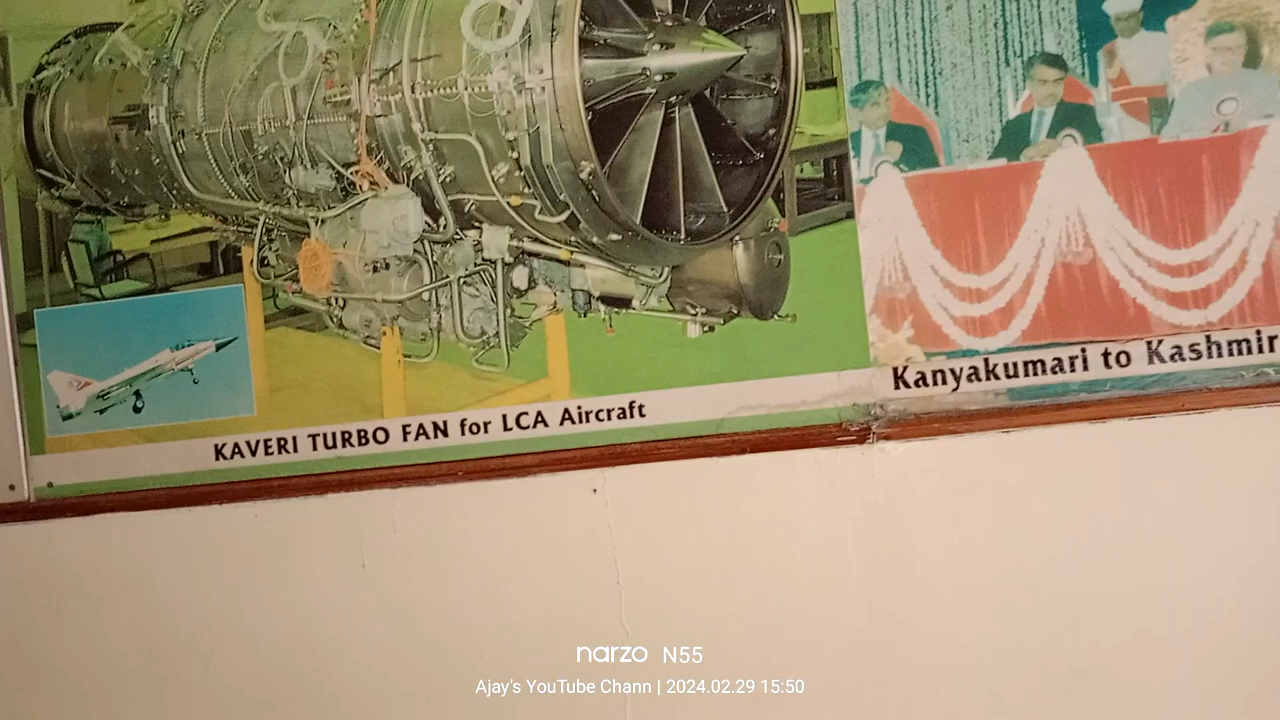 KAVERI TURBO FAN for LCA Aircraft
Kanyakumari to Kashmir
narzo N55
Ajay's YouTube Chann | 2024.02.29 15:50